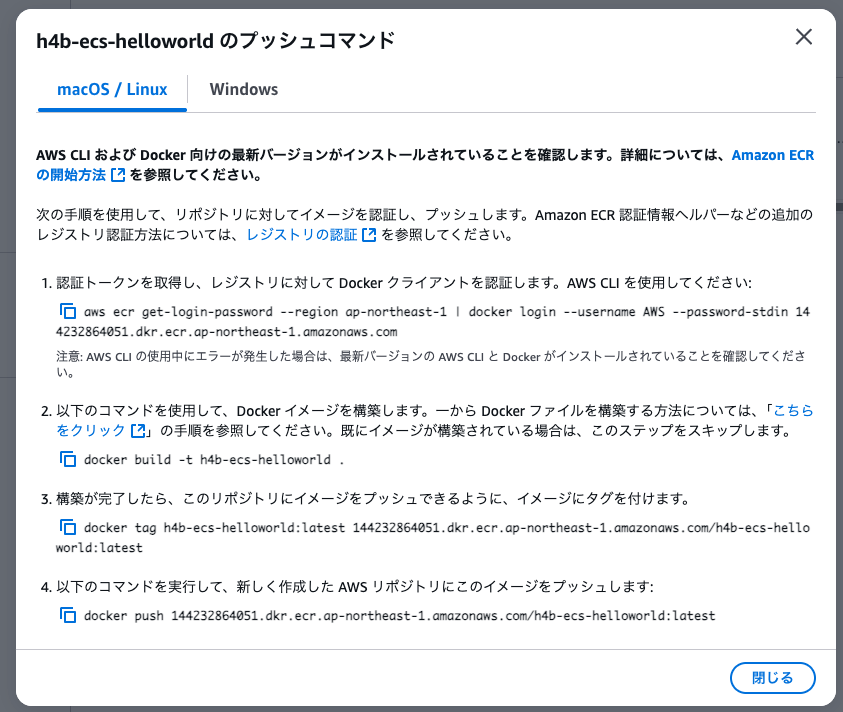 h4b-ecs-helloworld のプッシュコマンド
macOS / Linux
Windows
AWS CLI および Docker 向けの最新バージョンがインストールされていることを確認します。詳細については、Amazon ECR
の開始方法 を参照してください。
次の手順を使用して、リポジトリに対してイメージを認証し、プッシュします。Amazon ECR 認証情報ヘルパーなどの追加の
レジストリ認証方法については、レジストリの認証 を参照してください。
1. 認証トークンを取得し、レジストリに対して Docker クライアントを認証します。AWS CLI を使用してください:
aws ecr get-login-password --region ap-northeast-1 | docker login --username AWS --password-stdin 14
4232864051.dkr.ecr.ap-northeast-1.amazonaws.com
注意: AWS CLI の使用中にエラーが発生した場合は、最新バージョンの AWS CLI と Docker がインストールされていることを確認してくださ
い。
2. 以下のコマンドを使用して、Docker イメージを構築します。一から Docker ファイルを構築する方法については、「こちら
をクリック 」の手順を参照してください。既にイメージが構築されている場合は、このステップをスキップします。
docker build -t h4b-ecs-helloworld .
3. 構築が完了したら、このリポジトリにイメージをプッシュできるように、イメージにタグを付けます。
docker tag h4b-ecs-helloworld:latest 144232864051.dkr.ecr.ap-northeast-1.amazonaws.com/h4b-ecs-hello
world:latest
4. 以下のコマンドを実行して、新しく作成した AWS リポジトリにこのイメージをプッシュします:
docker push 144232864051.dkr.ecr.ap-northeast-1.amazonaws.com/h4b-ecs-helloworld:latest
閉じる